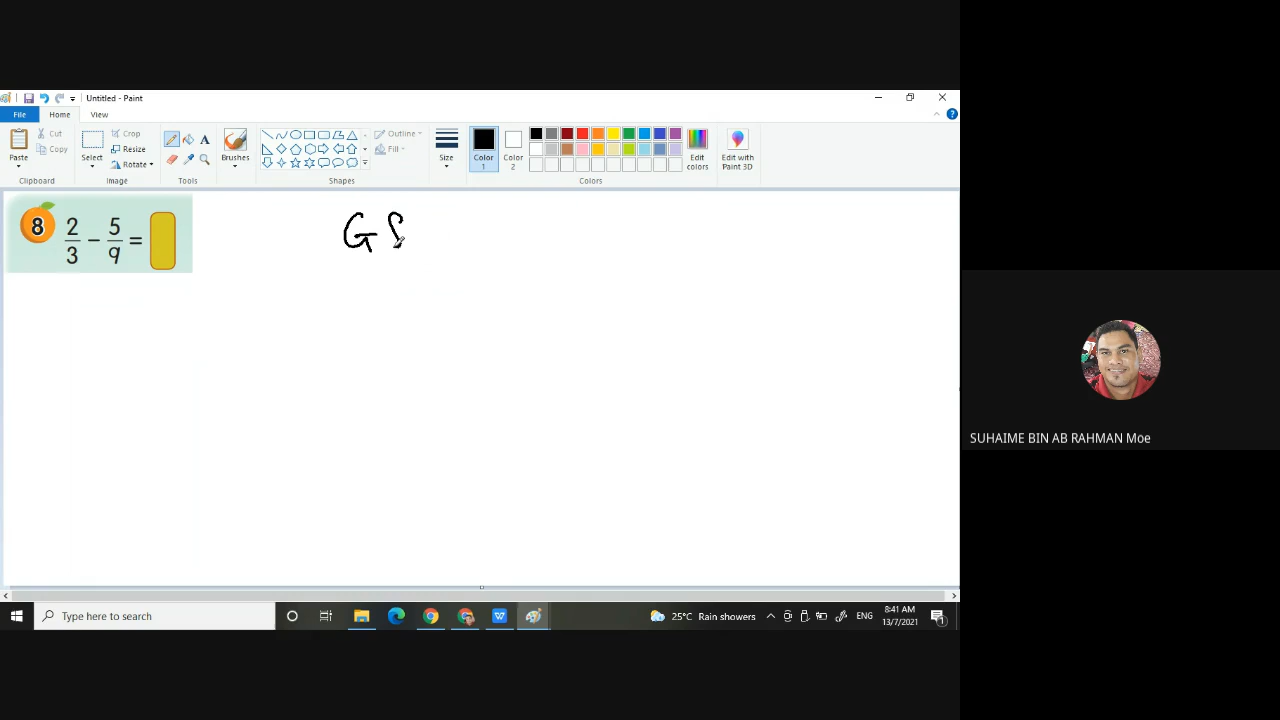 Untitled - Paint
File Home View
Paste
Cut
Copy
Clipboard
Select
Crop
Resize
Rotate
Image
Tools
Brushes
Shapes
Outline
Fill
Size
Color 1
Color 2
Colors
Edit colors
Edit with Paint 3D
8 2/3 − 5/9 =
G S
SUHAIME BIN AB RAHMAN Moe
Type here to search
25°C Rain showers
ENG
8:41 AM
13/7/2021
1